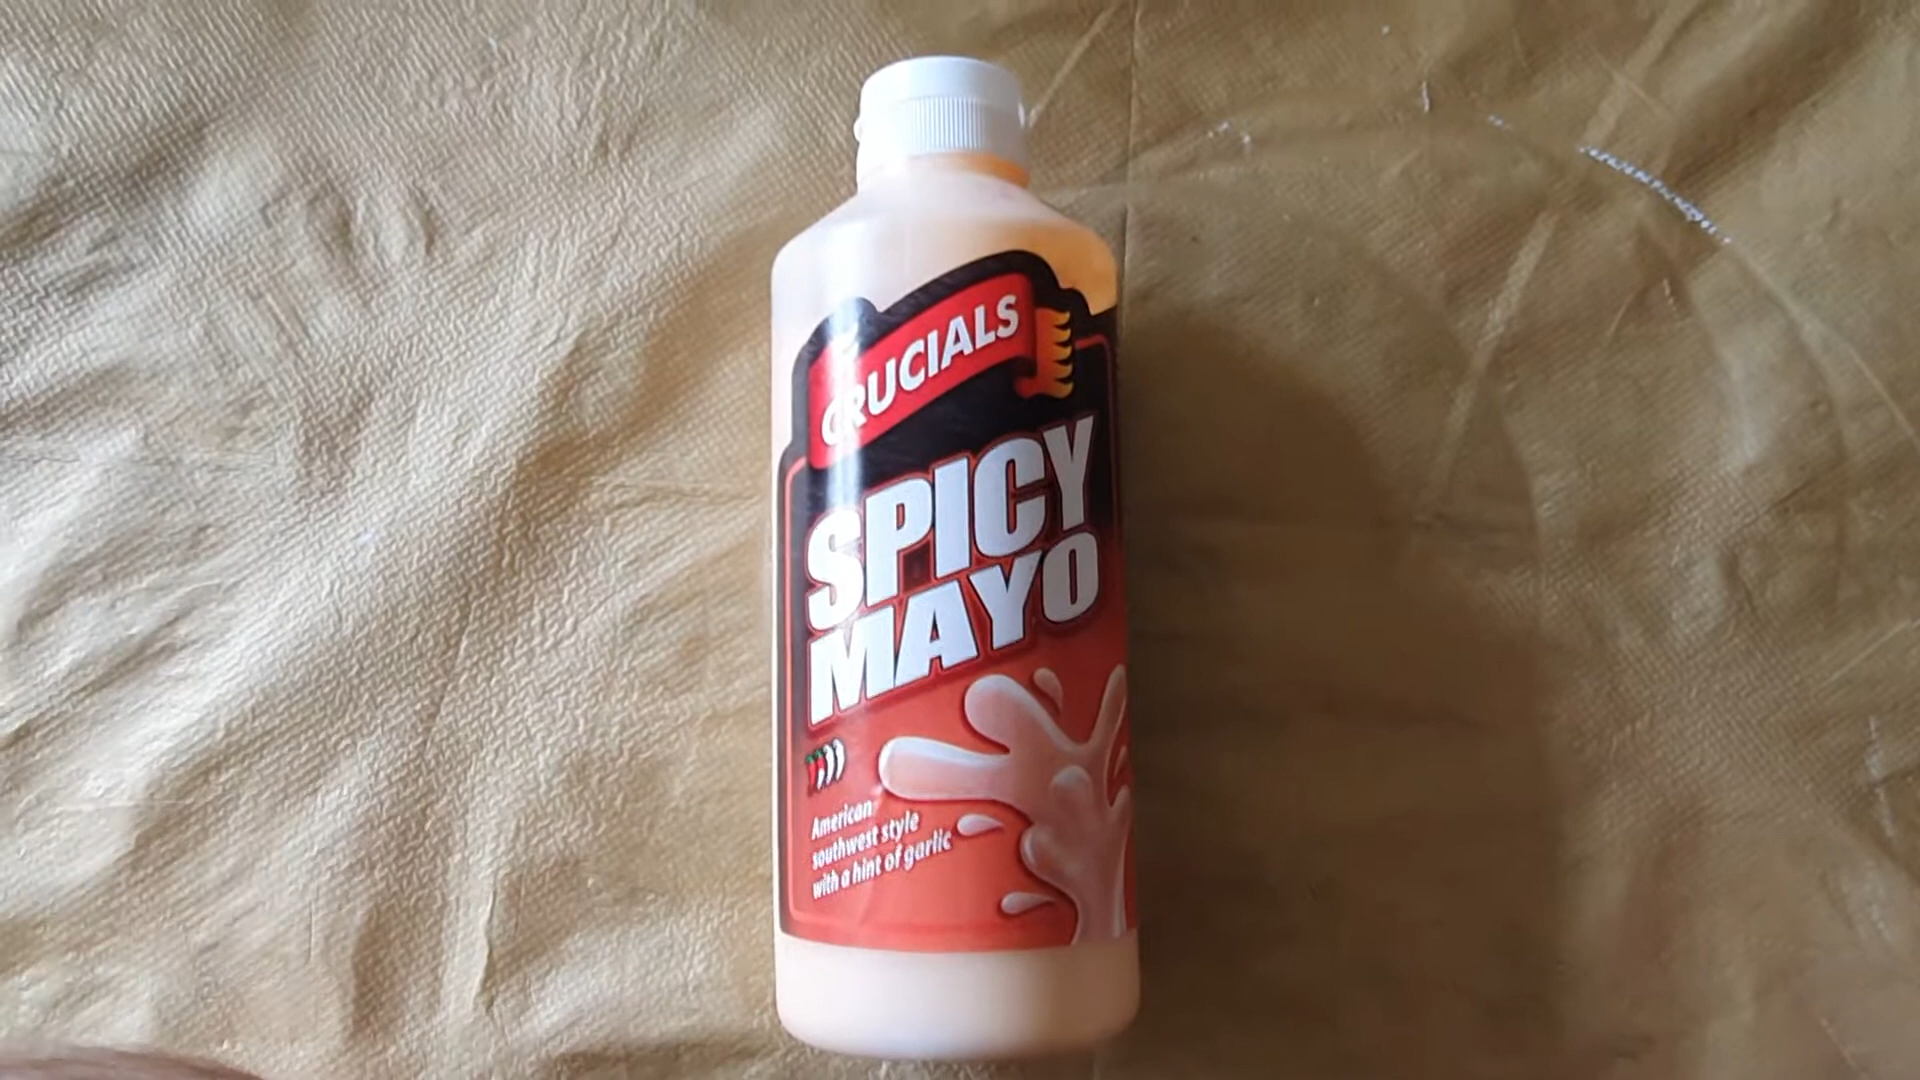 CRUCIALS
SPICY
MAYO
American
southwest style
with a hint of garlic